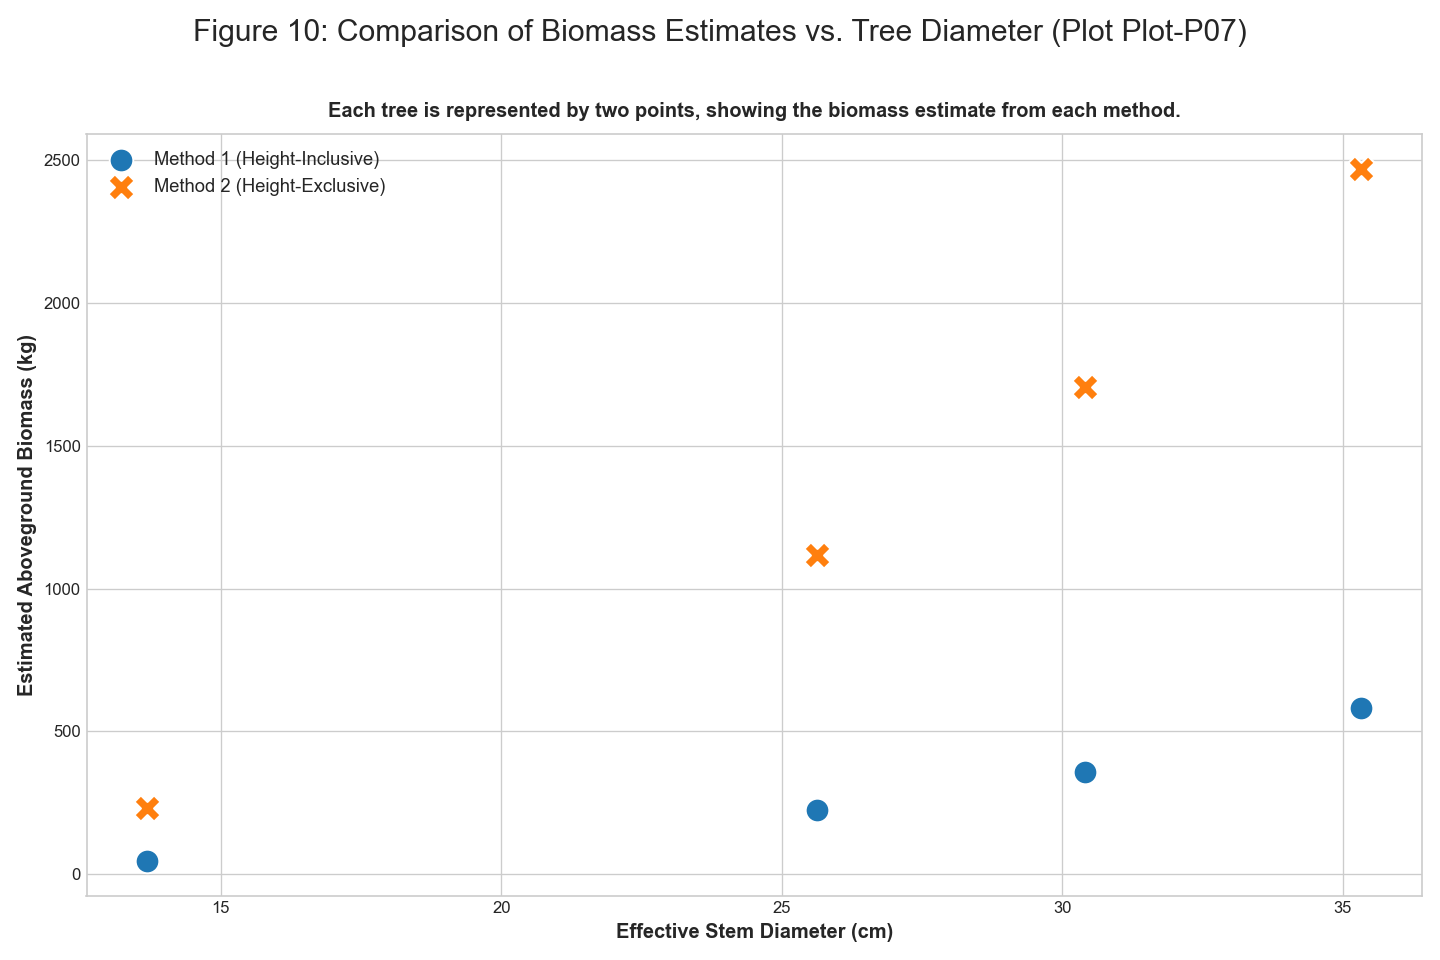 Figure 10: Comparison of Biomass Estimates vs. Tree Diameter (Plot Plot-P07)
Each tree is represented by two points, showing the biomass estimate from each method.
Method 1 (Height-Inclusive)
Method 2 (Height-Exclusive)
Estimated Aboveground Biomass (kg)
2500
2000
1500
1000
500
0
15
20
25
30
35
Effective Stem Diameter (cm)